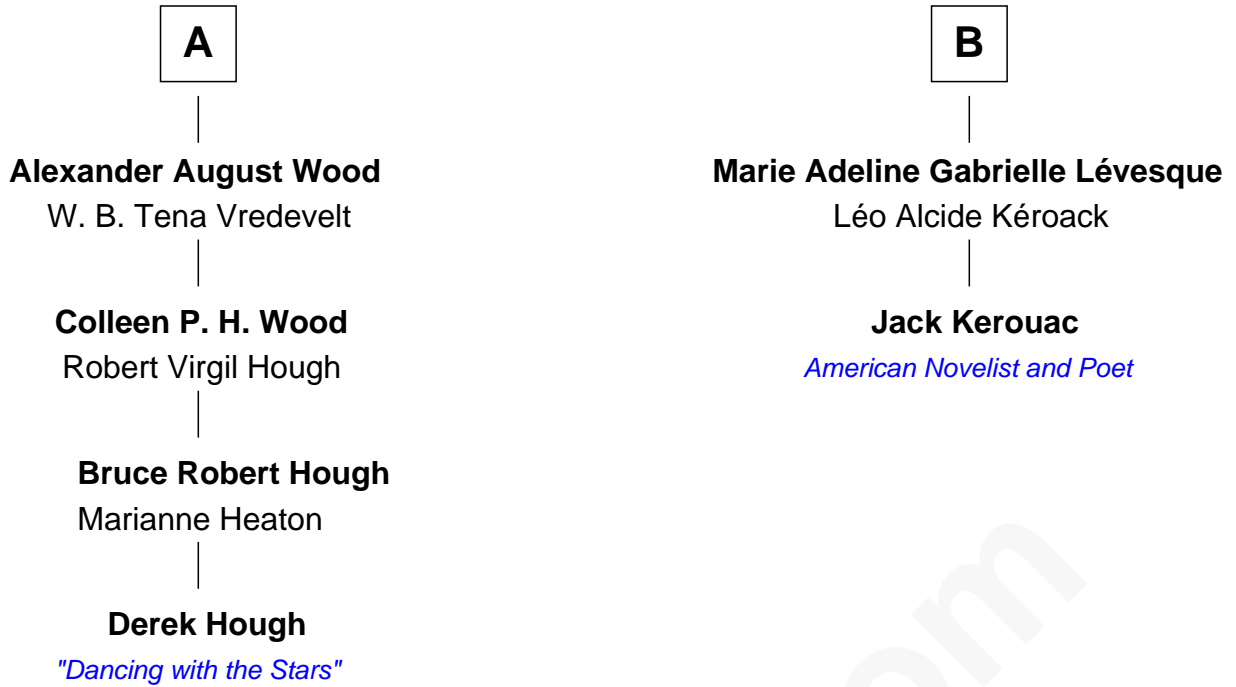 A
Alexander August Wood
W. B. Tena Vredevelt
Colleen P. H. Wood
Robert Virgil Hough
Bruce Robert Hough
Marianne Heaton
Derek Hough
"Dancing with the Stars"
B
Marie Adeline Gabrielle Lévesque
Léo Alcide Kéroack
Jack Kerouac
American Novelist and Poet
om